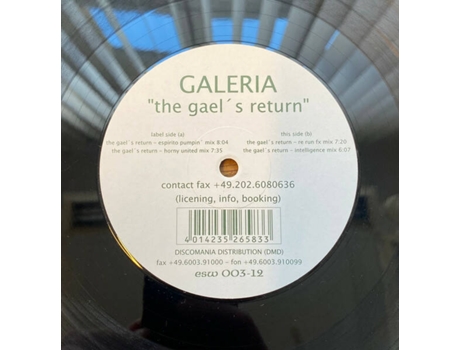 GALERIA
"the gael´s return"
label side (a) this side (b)
the gael´s return – espirito pumpin´ mix 8:04 the gael´s return – re run fx mix 7:20
the gael´s return – horny united mix 7:35 the gael´s return – intelligence mix 6:07
contact fax +49.202.6080636
(licening, info, booking)
4014235265833
DISCOMANIA DISTRIBUTION (DMD)
fax +49.6003.91000 – fon +49.6003.910099
esw 003-12